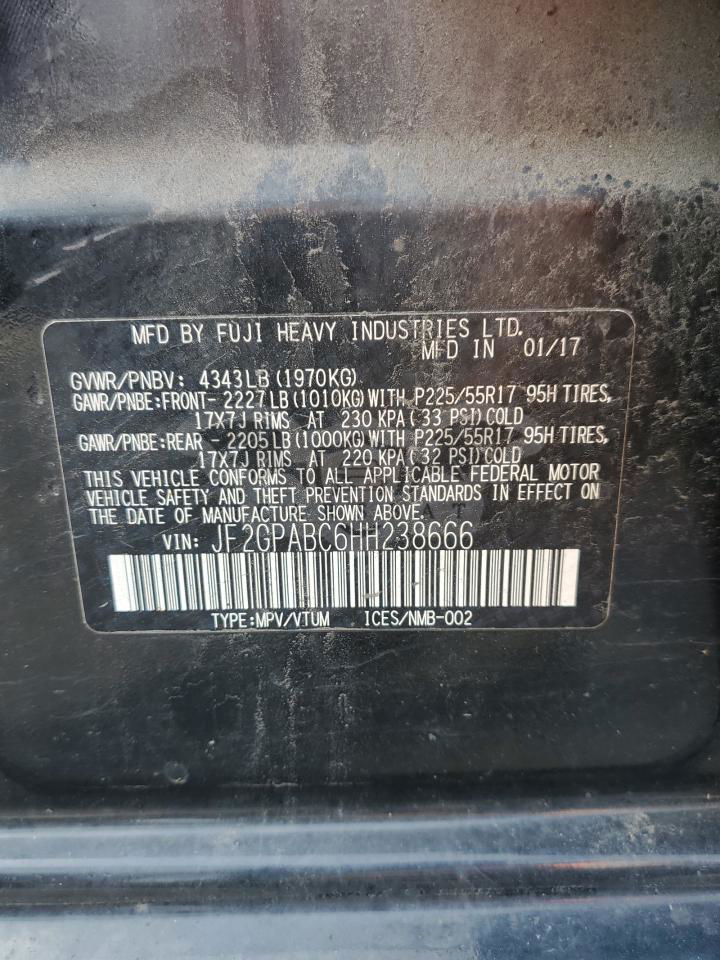 MFD BY FUJI HEAVY INDUSTRIES LTD.
MFD IN 01/17
GVWR/PNBV: 4343LB(1970KG)
GAWR/PNBE:FRONT- 2227LB(1010KG)WITH P225/55R17 95H TIRES,
17X7J RIMS AT 230 KPA(33 PSI)COLD
GAWR/PNBE:REAR - 2205LB(1000KG)WITH P225/55R17 95H TIRES,
17X7J RIMS AT 220 KPA(32 PSI)COLD
THIS VEHICLE CONFORMS TO ALL APPLICABLE FEDERAL MOTOR
VEHICLE SAFETY AND THEFT PREVENTION STANDARDS IN EFFECT ON
THE DATE OF MANUFACTURE SHOWN ABOVE.
VIN: JF2GPABC6HH238666
TYPE:MPV/VTUM ICES/NMB-002